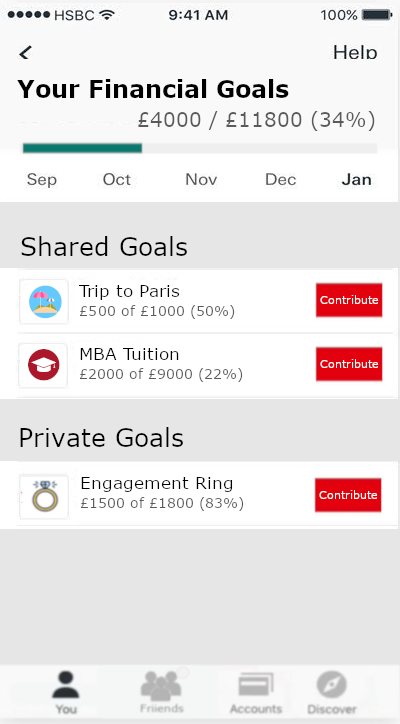 HSBC 9:41 AM 100%
Help
Your Financial Goals
£4000 / £11800 (34%)
Sep Oct Nov Dec Jan
Shared Goals
Trip to Paris
£500 of £1000 (50%)
Contribute
MBA Tuition
£2000 of £9000 (22%)
Contribute
Private Goals
Engagement Ring
£1500 of £1800 (83%)
Contribute
You Friends Accounts Discover